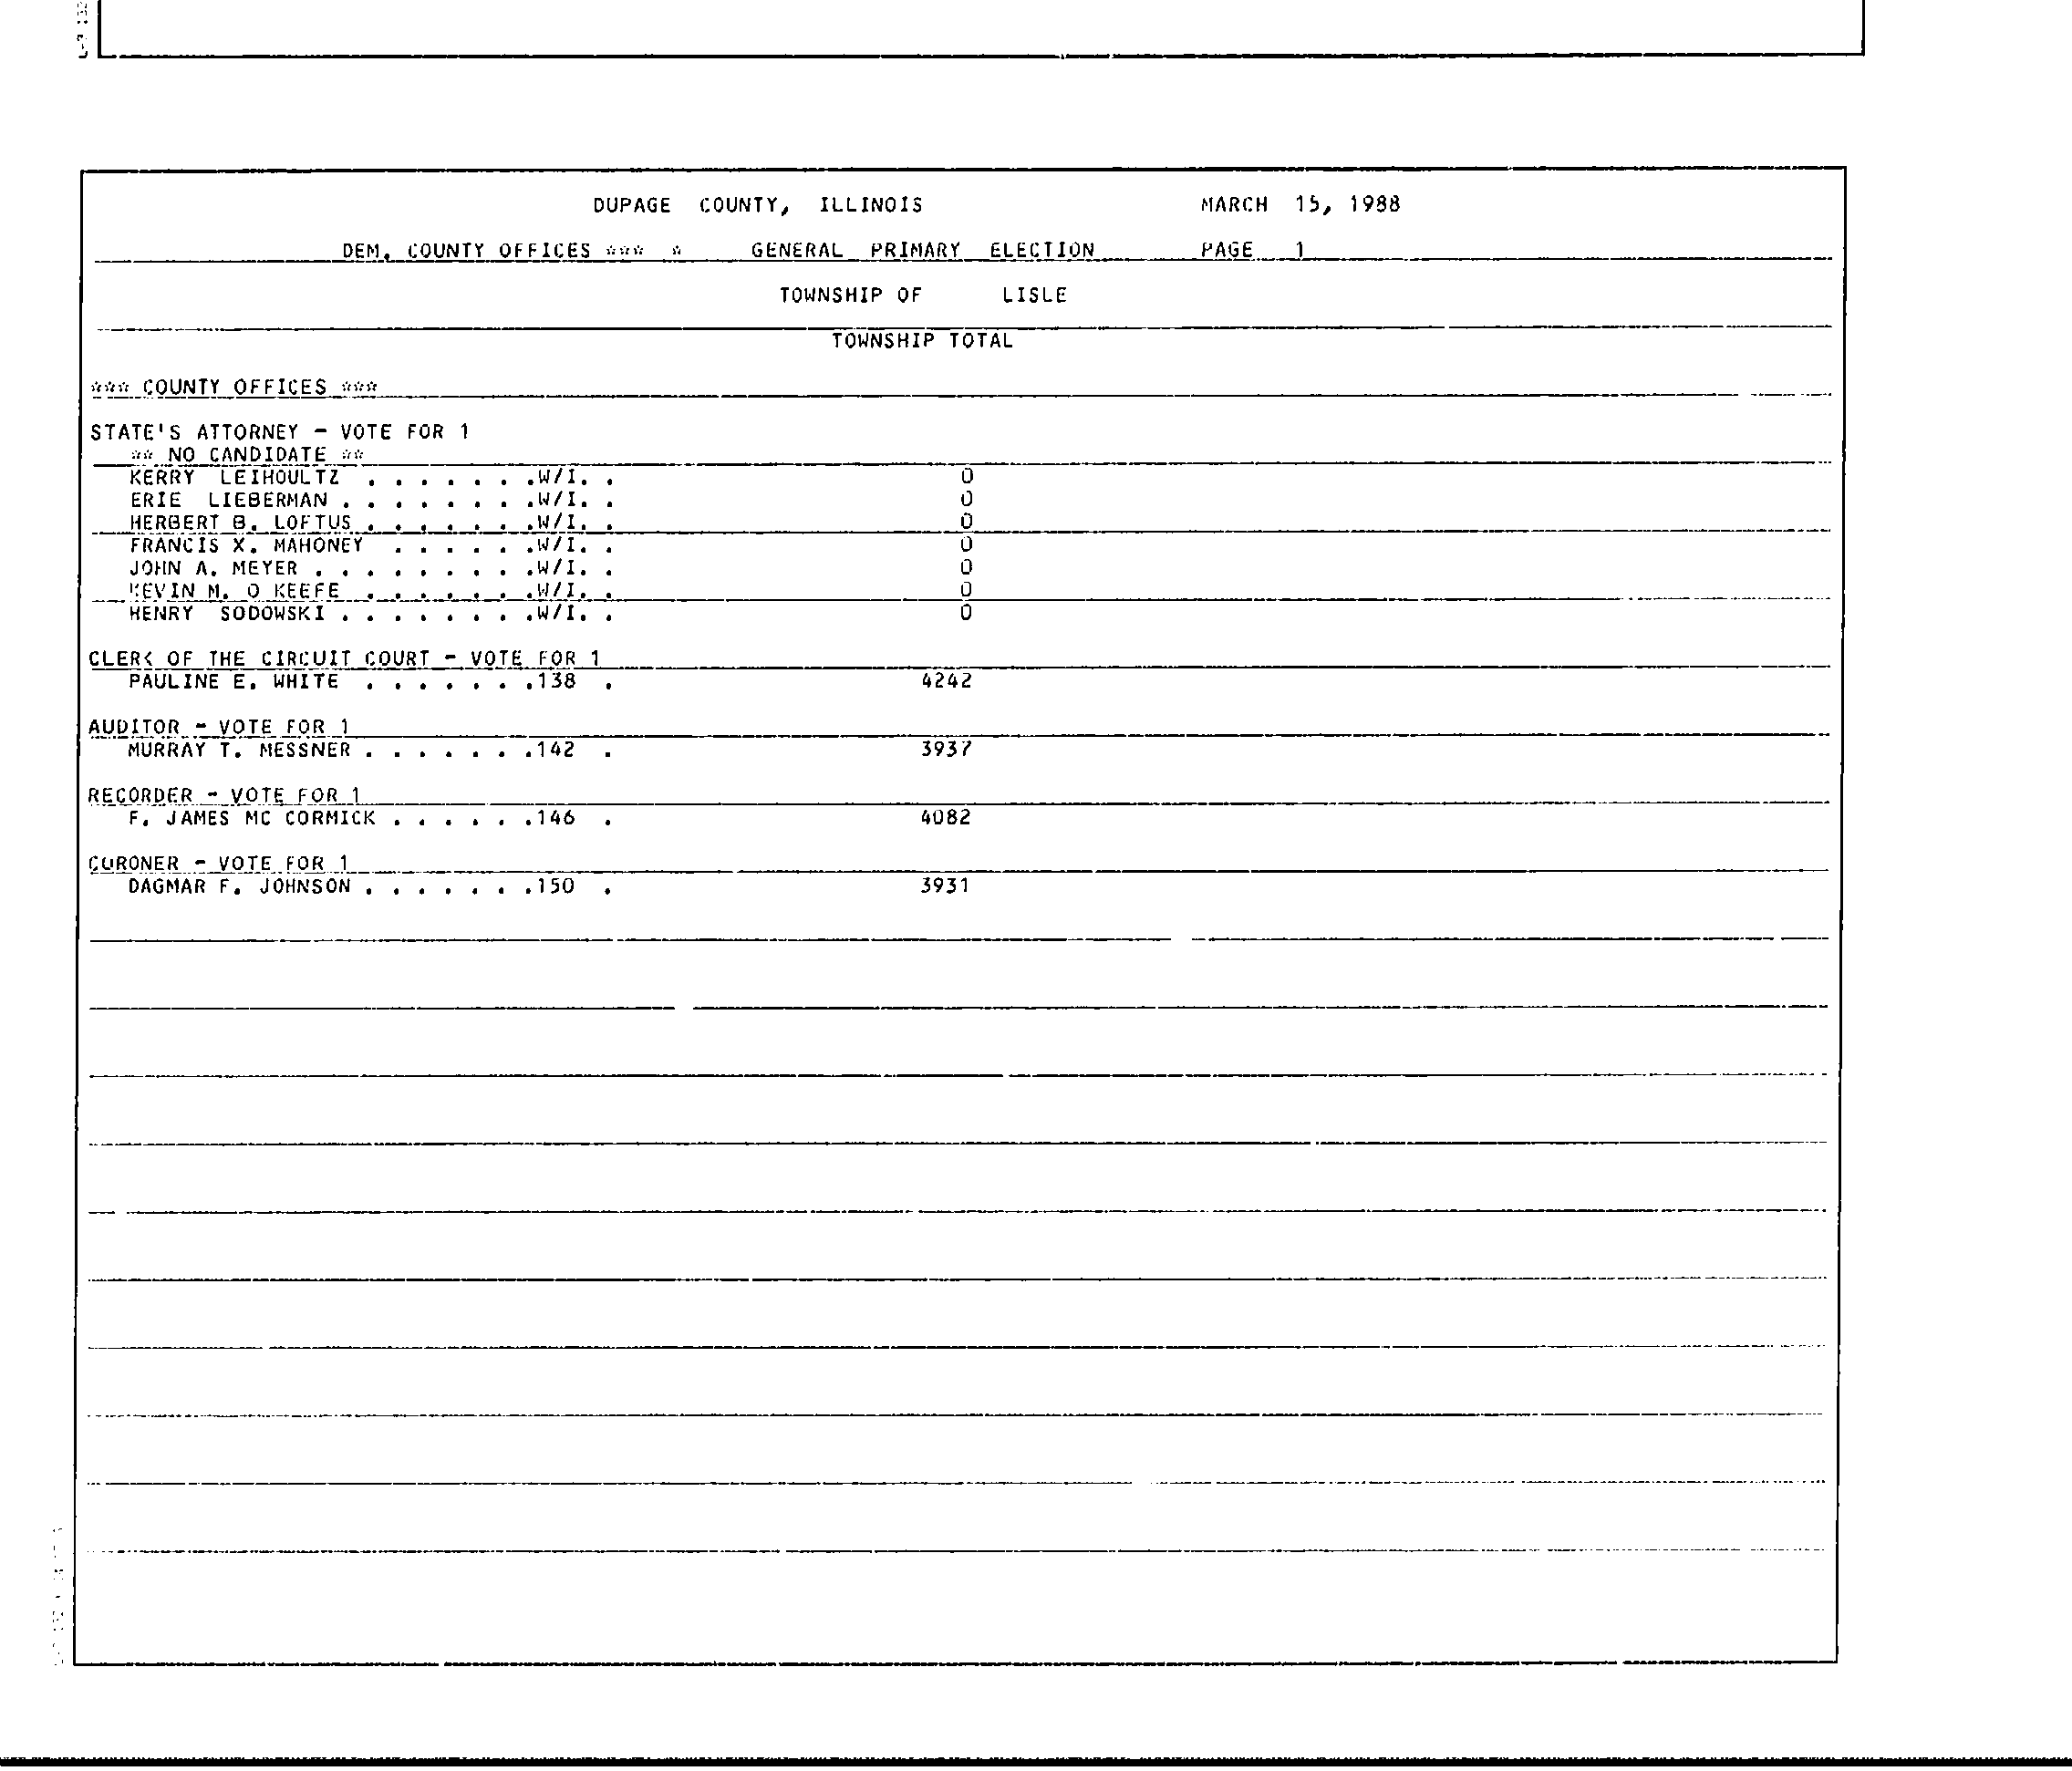 DUPAGE COUNTY, ILLINOIS MARCH 15, 1988
DEM. COUNTY OFFICES *** * GENERAL PRIMARY ELECTION PAGE 1
TOWNSHIP OF LISLE
TOWNSHIP TOTAL
*** COUNTY OFFICES ***
STATE'S ATTORNEY - VOTE FOR 1
** NO CANDIDATE **
KERRY LEIHOULTZ . . . . . . .W/I. . 0
ERIE LIEBERMAN . . . . . . . .W/I. . 0
HERBERT B. LOFTUS . . . . . . .W/I. . 0
FRANCIS X. MAHONEY . . . . . .W/I. . 0
JOHN A. MEYER . . . . . . . . .W/I. . 0
KEVIN M. O KEEFE . . . . . . .W/I. . 0
HENRY SODOWSKI . . . . . . . .W/I. . 0
CLERK OF THE CIRCUIT COURT - VOTE FOR 1
PAULINE E. WHITE . . . . . . .138 . 4242
AUDITOR - VOTE FOR 1
MURRAY T. MESSNER . . . . . . .142 . 3937
RECORDER - VOTE FOR 1
F. JAMES MC CORMICK . . . . . .146 . 4082
CORONER - VOTE FOR 1
DAGMAR F. JOHNSON . . . . . . .150 . 3931